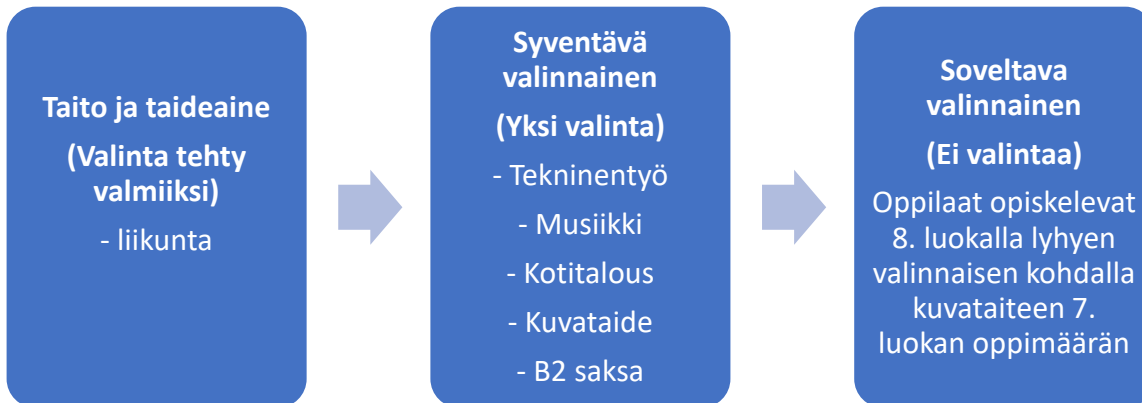 Taito ja taideaine
(Valinta tehty
valmiiksi)
- liikunta
Syventävä
valinnainen
(Yksi valinta)
- Tekninentyö
- Musiikki
- Kotitalous
- Kuvataide
- B2 saksa
Soveltava
valinnainen
(Ei valintaa)
Oppilaat opiskelevat
8. luokalla lyhyen
valinnaisen kohdalla
kuvataiteen 7.
luokan oppimäärän